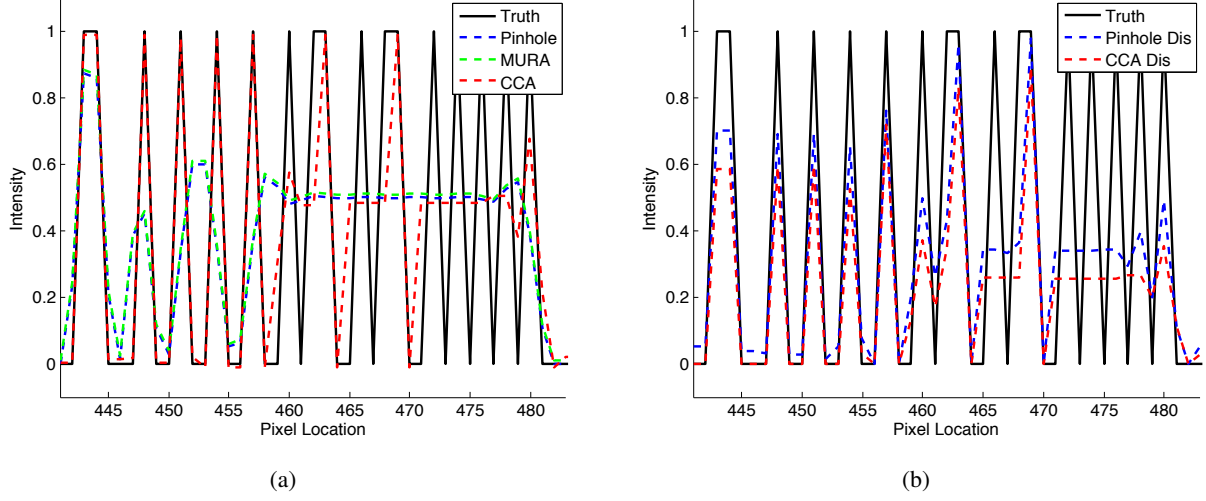 1
0.8
0.6
0.4
0.2
0
Intensity
445 450 455 460 465 470 475 480
Pixel Location
Truth
Pinhole
MURA
CCA
(a)
1
0.8
0.6
0.4
0.2
0
Intensity
445 450 455 460 465 470 475 480
Pixel Location
Truth
Pinhole Dis
CCA Dis
(b)